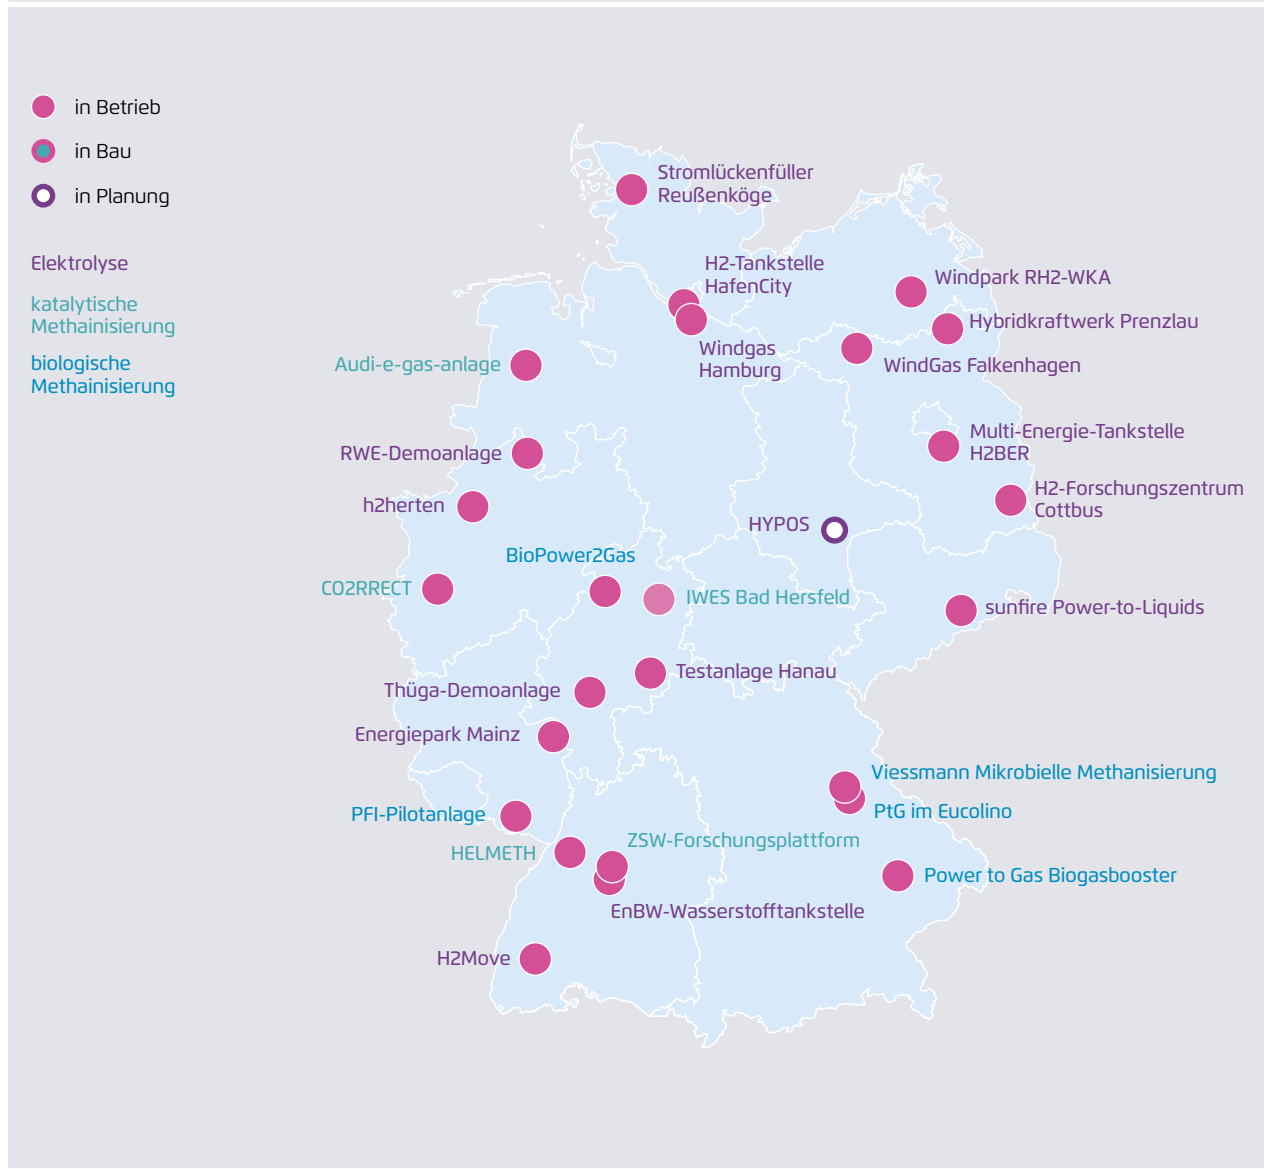 in Betrieb
in Bau
in Planung
Elektrolyse
katalytische
Methainisierung
biologische
Methainisierung
Stromlückenfüller
Reußenköge
H2-Tankstelle
HafenCity
Windpark RH2-WKA
Hybridkraftwerk Prenzlau
Windgas
Hamburg
WindGas Falkenhagen
Audi-e-gas-anlage
Multi-Energie-Tankstelle
H2BER
RWE-Demoanlage
H2-Forschungszentrum
Cottbus
h2herten
HYPOS
BioPower2Gas
CO2RRECT
IWES Bad Hersfeld
sunfire Power-to-Liquids
Testanlage Hanau
Thüga-Demoanlage
Energiepark Mainz
Viessmann Mikrobielle Methanisierung
PtG im Eucolino
PFI-Pilotanlage
ZSW-Forschungsplattform
HELMETH
Power to Gas Biogasbooster
EnBW-Wasserstofftankstelle
H2Move